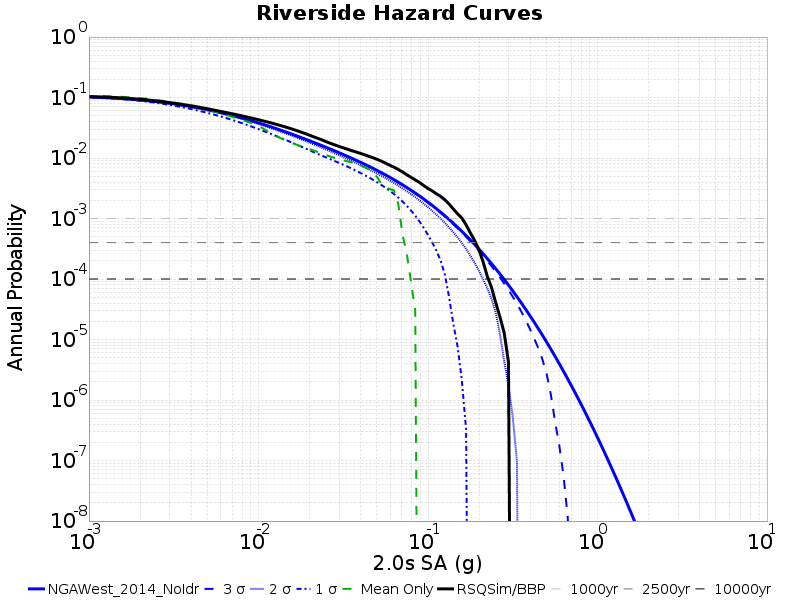 Riverside Hazard Curves
Annual Probability
10^0
10^-1
10^-2
10^-3
10^-4
10^-5
10^-6
10^-7
10^-8
10^-3 10^-2 10^-1 10^0 10^1
2.0s SA (g)
NGAWest_2014_NoIdr 3 σ 2 σ 1 σ Mean Only RSQSim/BBP 1000yr 2500yr 10000yr